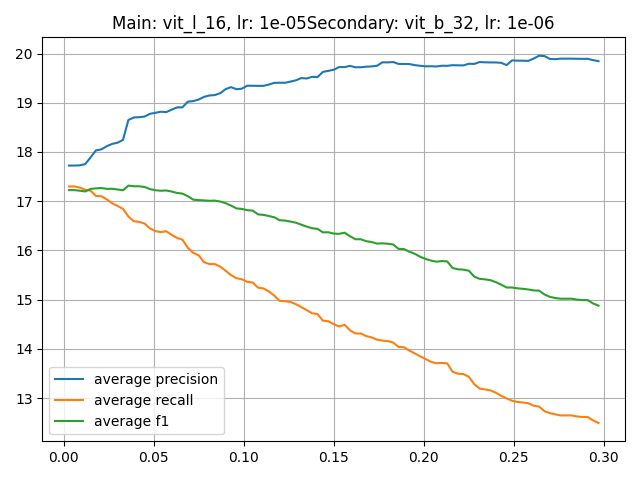 Main: vit_l_16, lr: 1e-05Secondary: vit_b_32, lr: 1e-06
20
19
18
17
16
15
14
13
average precision
average recall
average f1
0.00 0.05 0.10 0.15 0.20 0.25 0.30